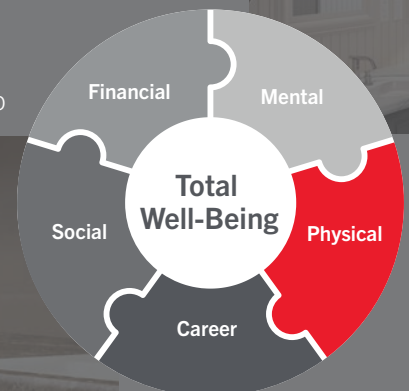 Financial
Mental
Total
Well-Being
Social
Physical
Career